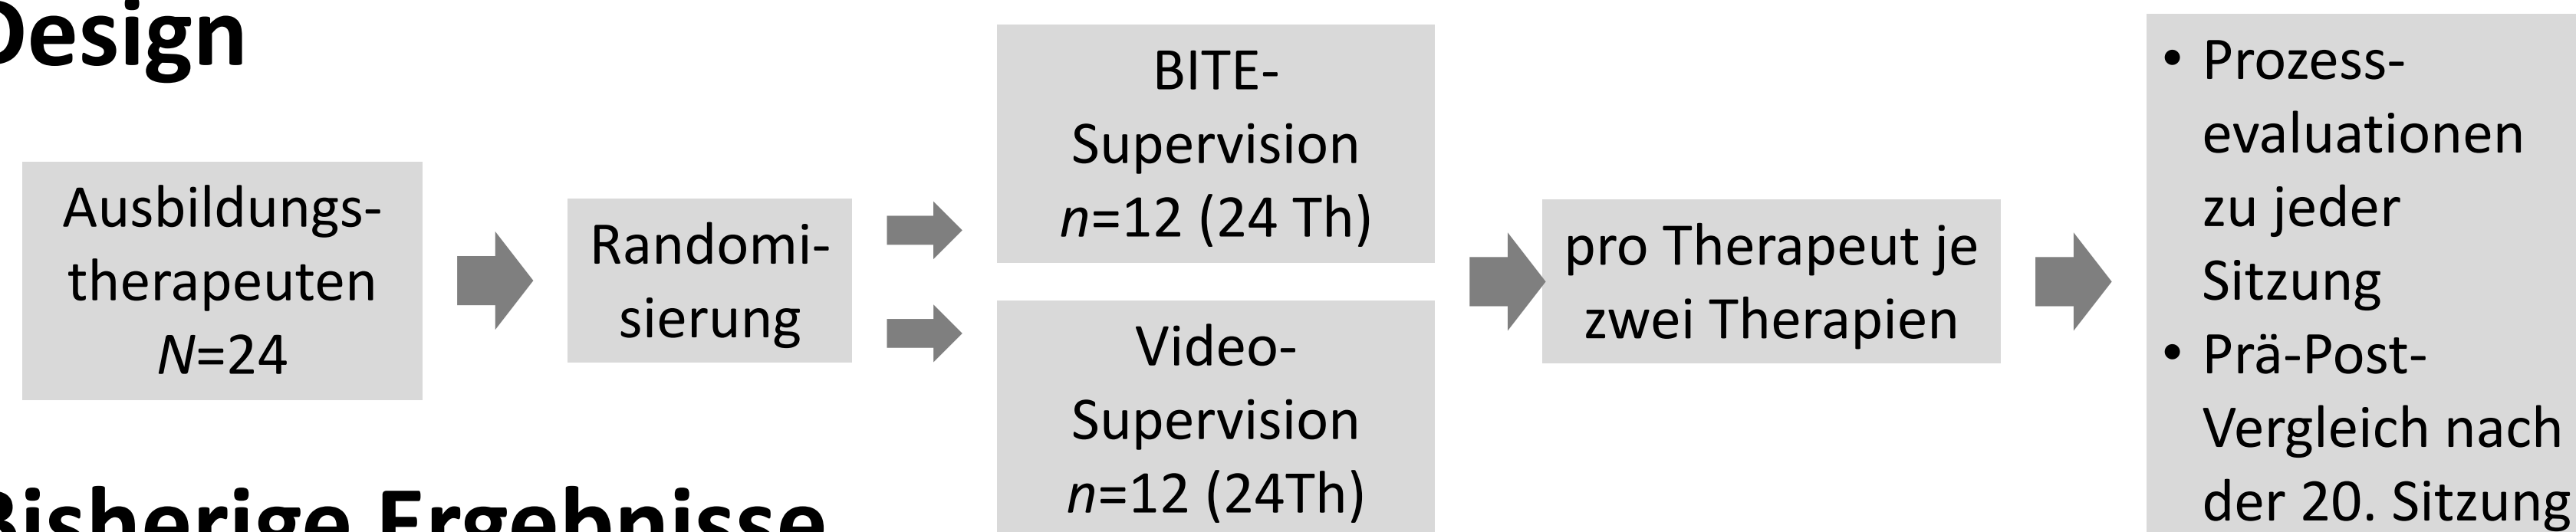 Design
Ausbildungs-
therapeuten
N=24
Randomi-
sierung
BITE-
Supervision
n=12 (24 Th)
Video-
Supervision
n=12 (24Th)
pro Therapeut je
zwei Therapien
• Prozess-
evaluationen
zu jeder
Sitzung
• Prä-Post-
Vergleich nach
der 20. Sitzung
Bisherige Ergebnisse